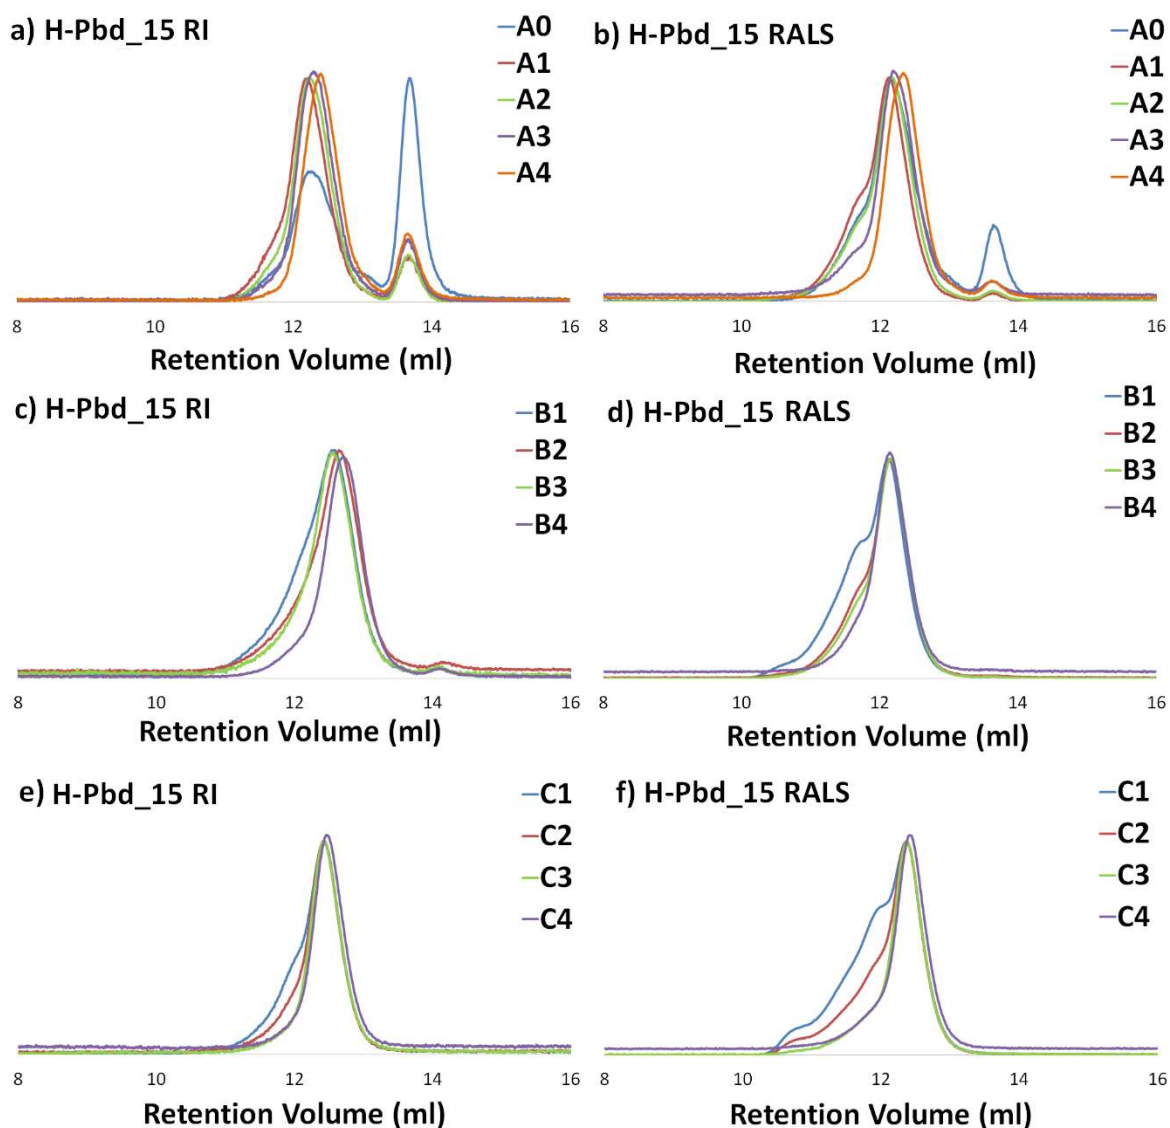 a) H-Pbd_15 RI
A0
A1
A2
A3
A4
8 10 12 14 16
Retention Volume (ml)
b) H-Pbd_15 RALS
A0
A1
A2
A3
A4
8 10 12 14 16
Retention Volume (ml)
c) H-Pbd_15 RI
B1
B2
B3
B4
8 10 12 14 16
Retention Volume (ml)
d) H-Pbd_15 RALS
B1
B2
B3
B4
8 10 12 14 16
Retention Volume (ml)
e) H-Pbd_15 RI
C1
C2
C3
C4
8 10 12 14 16
Retention Volume (ml)
f) H-Pbd_15 RALS
C1
C2
C3
C4
8 10 12 14 16
Retention Volume (ml)